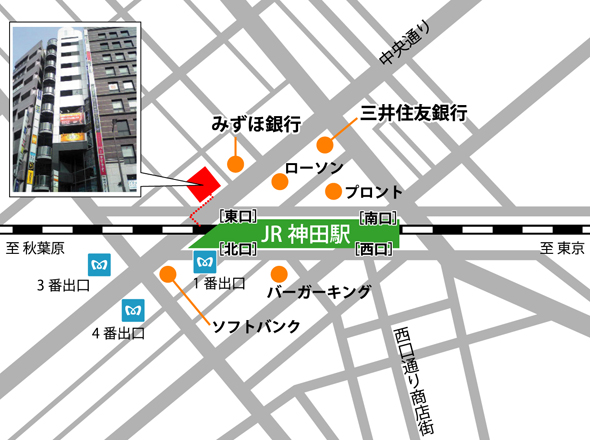 中央通り
三井住友銀行
みずほ銀行
ローソン
プロント
[東口]
[南口]
JR 神田駅
[北口]
[西口]
至 秋葉原
至 東京
3番出口
1番出口
バーガーキング
4番出口
ソフトバンク
西口通り商店街